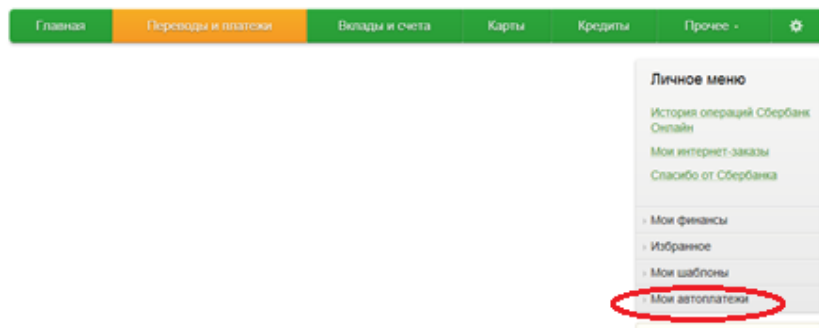 Главная Переводы и платежи Вклады и счета Карты Кредиты Прочее
Личное меню
История операций Сбербанк
Онлайн
Мои интернет-заказы
Спасибо от Сбербанка
Мои финансы
Избранное
Мои шаблоны
Мои автоплатежи